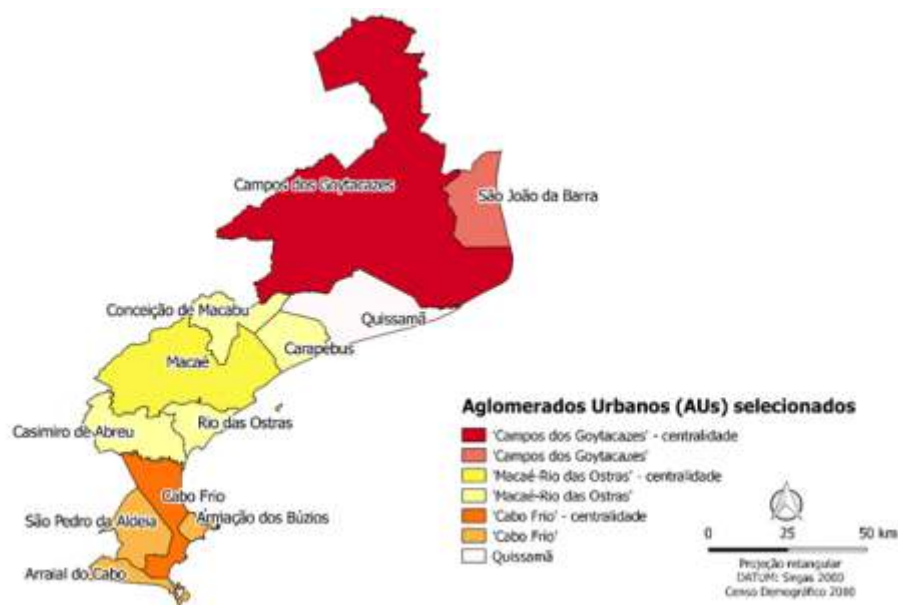 Campos dos Goytacazes
São João da Barra
Conceição de Macabu
Quissamã
Carapebus
Macaé
Rio das Ostras
Casimiro de Abreu
Cabo Frio
São Pedro da Aldeia
Armação dos Búzios
Arraial do Cabo
Aglomerados Urbanos (AUs) selecionados
'Campos dos Goytacazes' - centralidade
'Campos dos Goytacazes'
'Macaé-Rio das Ostras' - centralidade
'Macaé-Rio das Ostras'
'Cabo Frio' - centralidade
'Cabo Frio'
Quissamã
0 25 50 km
Projeção retangular
DATUM: Sirgas 2000
Censo Demográfico 2000